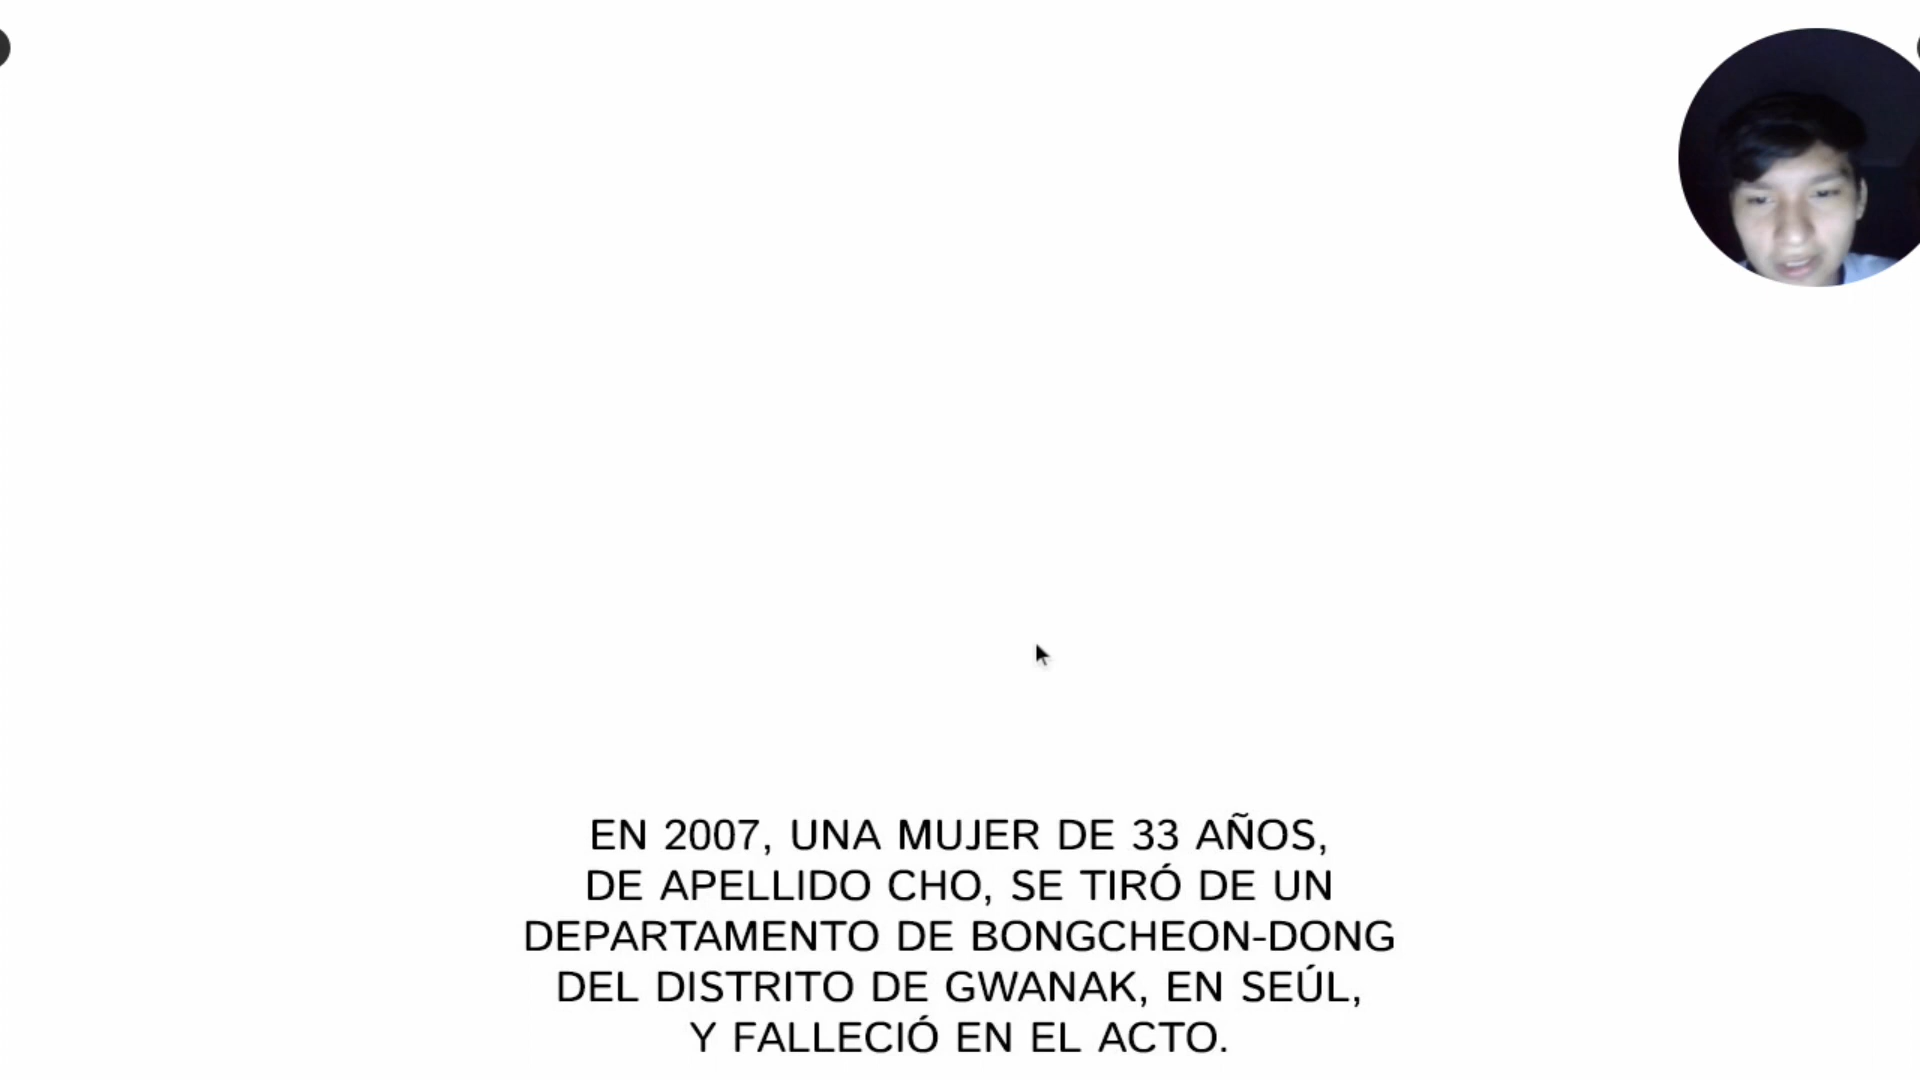 EN 2007, UNA MUJER DE 33 AÑOS,
DE APELLIDO CHO, SE TIRÓ DE UN
DEPARTAMENTO DE BONGCHEON-DONG
DEL DISTRITO DE GWANAK, EN SEÚL,
Y FALLECIÓ EN EL ACTO.